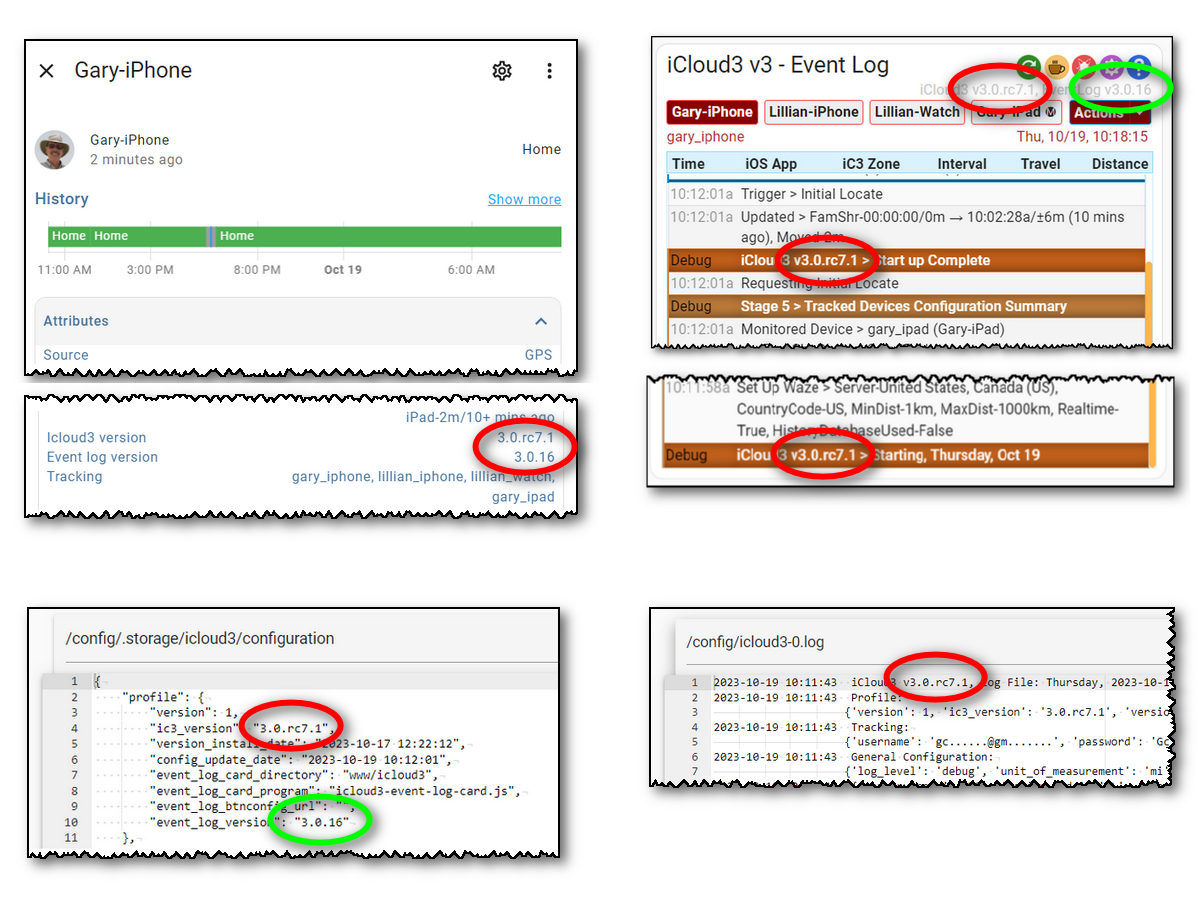 Gary-iPhone
Gary-iPhone
2 minutes ago
Home
History
Show more
Home Home Home
11:00 AM 3:00 PM 8:00 PM Oct 19 6:00 AM
Attributes
Source GPS
iPad-2m/10+ mins ago
Icloud3 version 3.0.rc7.1
Event log version 3.0.16
Tracking gary_iphone, lillian_iphone, lillian_watch,
gary_ipad
iCloud3 v3 - Event Log
iCloud3 v3.0.rc7.1, EventLog v3.0.16
Gary-iPhone Lillian-iPhone Lillian-Watch Gary-iPad Actions
gary_iphone Thu, 10/19, 10:18:15
Time iOS App iC3 Zone Interval Travel Distance
10:12:01a Trigger > Initial Locate
10:12:01a Updated > FamShr-00:00:00/0m → 10:02:28a/±6m (10 mins
ago), Moved 2m
Debug iCloud3 v3.0.rc7.1 > Start up Complete
10:12:01a Requesting Initial Locate
Debug Stage 5 > Tracked Devices Configuration Summary
10:12:01a Monitored Device > gary_ipad (Gary-iPad)
10:11:58a Set Up Waze > Server-United States, Canada (US),
CountryCode-US, MinDist-1km, MaxDist-1000km, Realtime-
True, HistoryDatabaseUsed-False
Debug iCloud3 v3.0.rc7.1 > Starting, Thursday, Oct 19
/config/.storage/icloud3/configuration
1 {
2 "profile": {
3 "version": 1,
4 "ic3_version": "3.0.rc7.1",
5 "version_install_date": "2023-10-17 12:22:12",
6 "config_update_date": "2023-10-19 10:12:01",
7 "event_log_card_directory": "www/icloud3",
8 "event_log_card_program": "icloud3-event-log-card.js",
9 "event_log_btnconfig_url": "",
10 "event_log_version": "3.0.16"
11 },
/config/icloud3-0.log
1 2023-10-19 10:11:43 iCloud3 v3.0.rc7.1, Log File: Thursday, 2023-10-1
2 2023-10-19 10:11:43 Profile:
3 {'version': 1, 'ic3_version': '3.0.rc7.1', 'versio
4 2023-10-19 10:11:43 Tracking:
5 {'username': 'gc......@gm.......', 'password': 'Gc
6 2023-10-19 10:11:43 General Configuration:
7 {'log_level': 'debug', 'unit_of_measurement': 'mi'